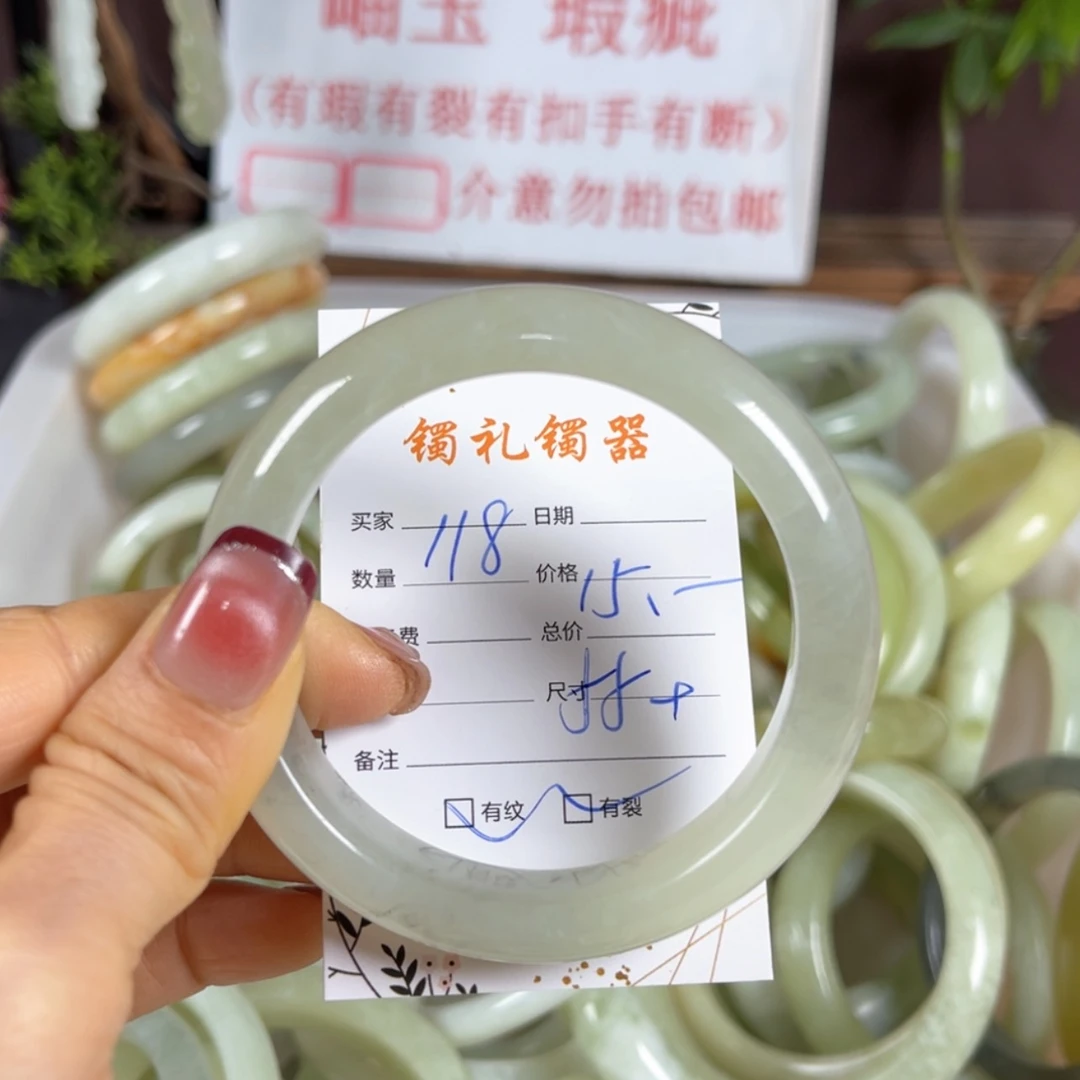 岫玉 瑕疵
（有瑕有裂有扣手有断）
介意勿拍包邮
镯礼镯器
买家 118 日期
数量 价格 15.-
费 总价
尺寸 +
备注
有纹 有裂